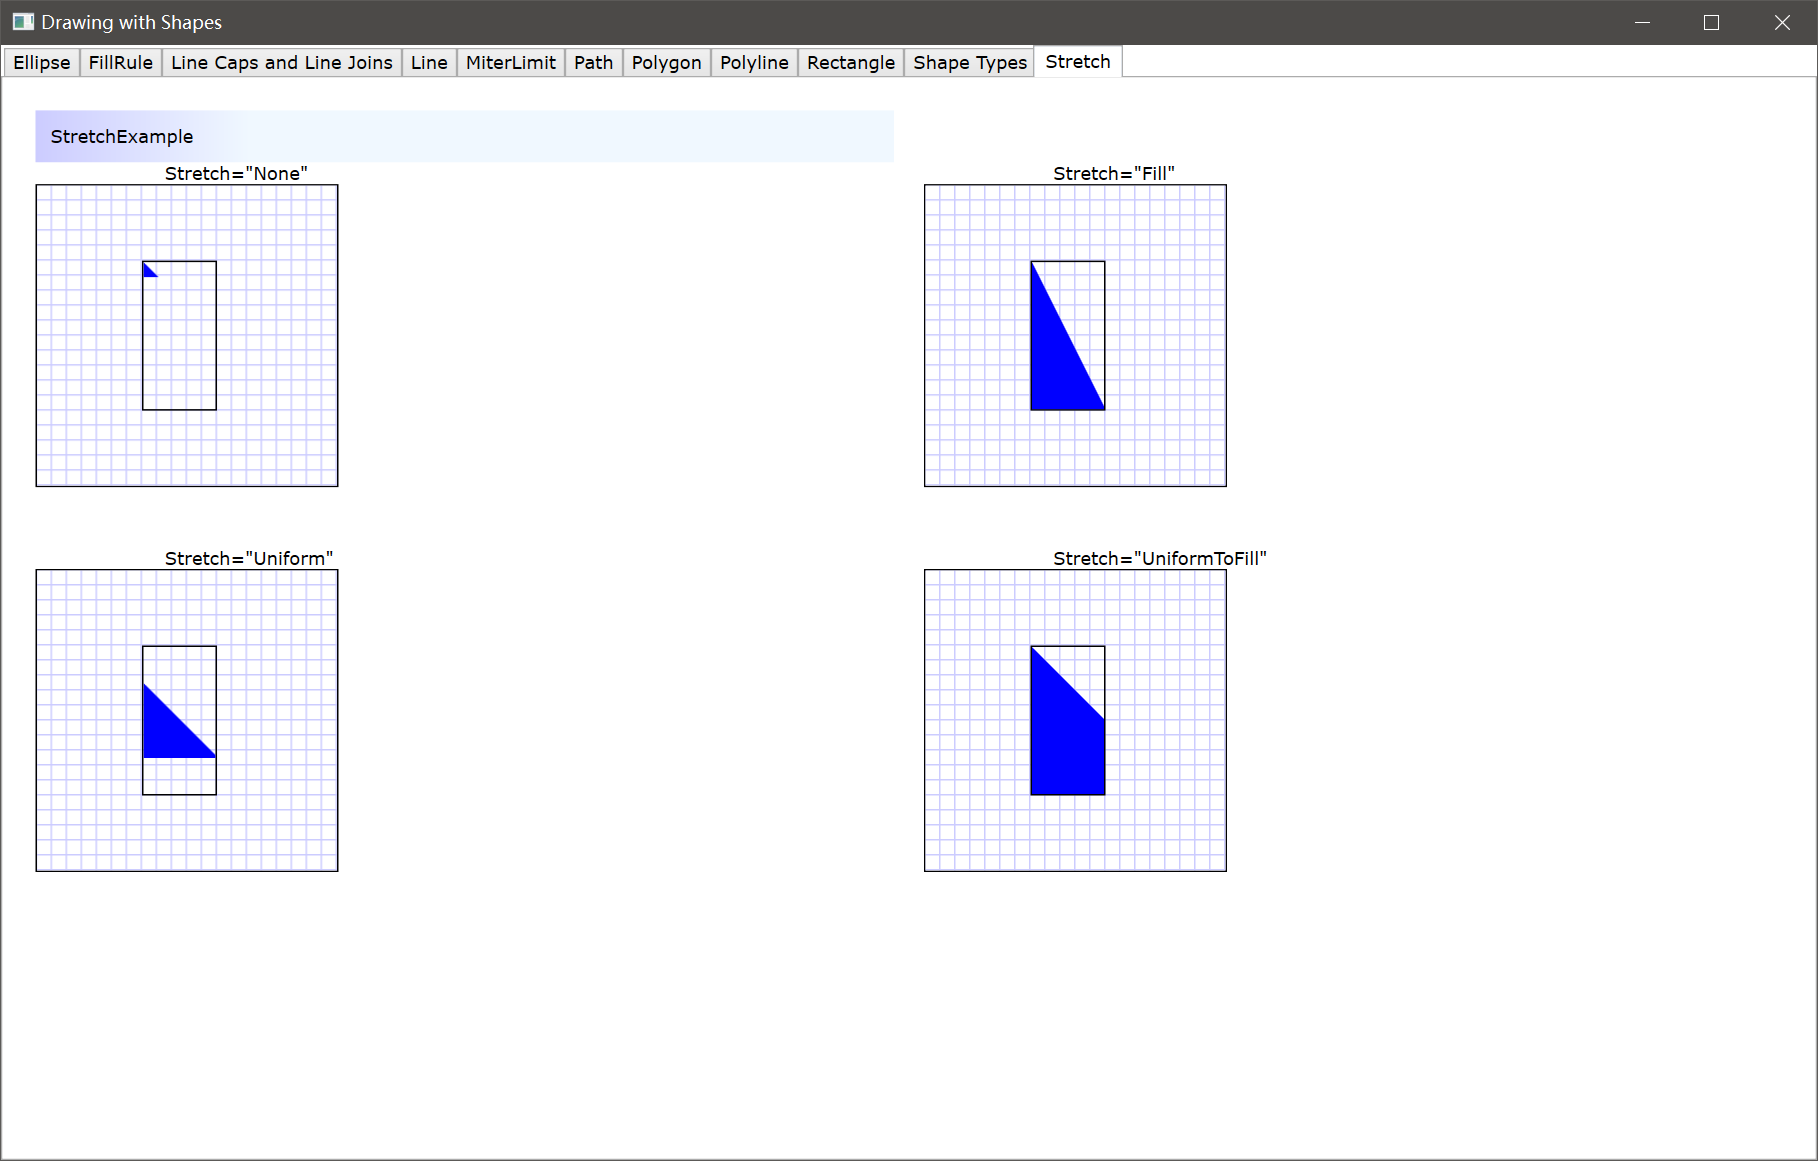 Drawing with Shapes
Ellipse FillRule Line Caps and Line Joins Line MiterLimit Path Polygon Polyline Rectangle Shape Types Stretch
StretchExample
Stretch="None" Stretch="Fill"
Stretch="Uniform" Stretch="UniformToFill"